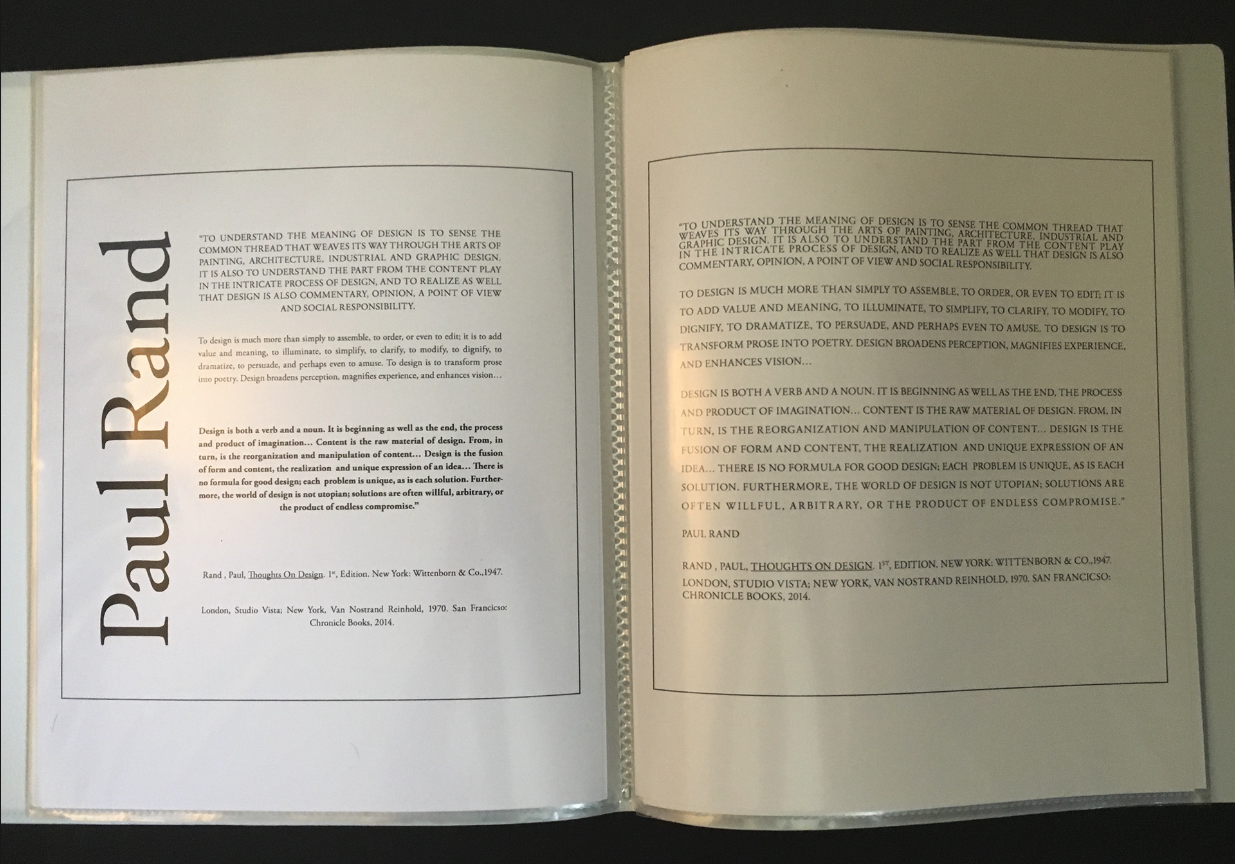 Paul Rand
"TO UNDERSTAND THE MEANING OF DESIGN IS TO SENSE THE
COMMON THREAD THAT WEAVES ITS WAY THROUGH THE ARTS OF
PAINTING, ARCHITECTURE, INDUSTRIAL AND GRAPHIC DESIGN.
IT IS ALSO TO UNDERSTAND THE PART FROM THE CONTENT PLAY
IN THE INTRICATE PROCESS OF DESIGN, AND TO REALIZE AS WELL
THAT DESIGN IS ALSO COMMENTARY, OPINION, A POINT OF VIEW
AND SOCIAL RESPONSIBILITY.
To design is much more than simply to assemble, to order, or even to edit; it is to add
value and meaning, to illuminate, to simplify, to clarify, to modify, to dignify, to
dramatize, to persuade, and perhaps even to amuse. To design is to transform prose
into poetry. Design broadens perception, magnifies experience, and enhances vision…
Design is both a verb and a noun. It is beginning as well as the end, the process
and product of imagination… Content is the raw material of design. From, in
turn, is the reorganization and manipulation of content… Design is the fusion
of form and content, the realization and unique expression of an idea… There is
no formula for good design; each problem is unique, as is each solution. Further-
more, the world of design is not utopian; solutions are often willful, arbitrary, or
the product of endless compromise."
Rand , Paul, Thoughts On Design. 1st, Edition. New York: Wittenborn & Co.,1947.
London, Studio Vista; New York, Van Nostrand Reinhold, 1970. San Francicso:
Chronicle Books, 2014.
"TO UNDERSTAND THE MEANING OF DESIGN IS TO SENSE THE COMMON THREAD THAT
WEAVES ITS WAY THROUGH THE ARTS OF PAINTING, ARCHITECTURE, INDUSTRIAL AND
GRAPHIC DESIGN. IT IS ALSO TO UNDERSTAND THE PART FROM THE CONTENT PLAY
IN THE INTRICATE PROCESS OF DESIGN, AND TO REALIZE AS WELL THAT DESIGN IS ALSO
COMMENTARY, OPINION, A POINT OF VIEW AND SOCIAL RESPONSIBILITY.
TO DESIGN IS MUCH MORE THAN SIMPLY TO ASSEMBLE, TO ORDER, OR EVEN TO EDIT; IT IS
TO ADD VALUE AND MEANING, TO ILLUMINATE, TO SIMPLIFY, TO CLARIFY, TO MODIFY, TO
DIGNIFY, TO DRAMATIZE, TO PERSUADE, AND PERHAPS EVEN TO AMUSE. TO DESIGN IS TO
TRANSFORM PROSE INTO POETRY. DESIGN BROADENS PERCEPTION, MAGNIFIES EXPERIENCE,
AND ENHANCES VISION…
DESIGN IS BOTH A VERB AND A NOUN. IT IS BEGINNING AS WELL AS THE END, THE PROCESS
AND PRODUCT OF IMAGINATION… CONTENT IS THE RAW MATERIAL OF DESIGN. FROM, IN
TURN, IS THE REORGANIZATION AND MANIPULATION OF CONTENT… DESIGN IS THE
FUSION OF FORM AND CONTENT, THE REALIZATION AND UNIQUE EXPRESSION OF AN
IDEA… THERE IS NO FORMULA FOR GOOD DESIGN; EACH PROBLEM IS UNIQUE, AS IS EACH
SOLUTION. FURTHERMORE, THE WORLD OF DESIGN IS NOT UTOPIAN; SOLUTIONS ARE
OFTEN WILLFUL, ARBITRARY, OR THE PRODUCT OF ENDLESS COMPROMISE."
PAUL RAND
RAND , PAUL, THOUGHTS ON DESIGN. 1ST, EDITION. NEW YORK: WITTENBORN & CO.,1947.
LONDON, STUDIO VISTA; NEW YORK, VAN NOSTRAND REINHOLD, 1970. SAN FRANCICSO:
CHRONICLE BOOKS, 2014.